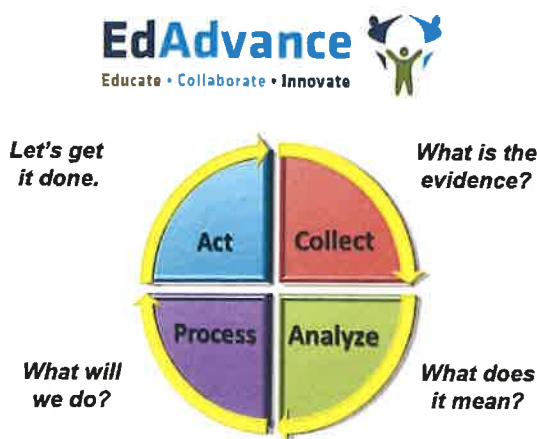 EdAdvance
Educate • Collaborate • Innovate
Let's get
it done.
What is the
evidence?
Act
Collect
Process
Analyze
What will
we do?
What does
it mean?